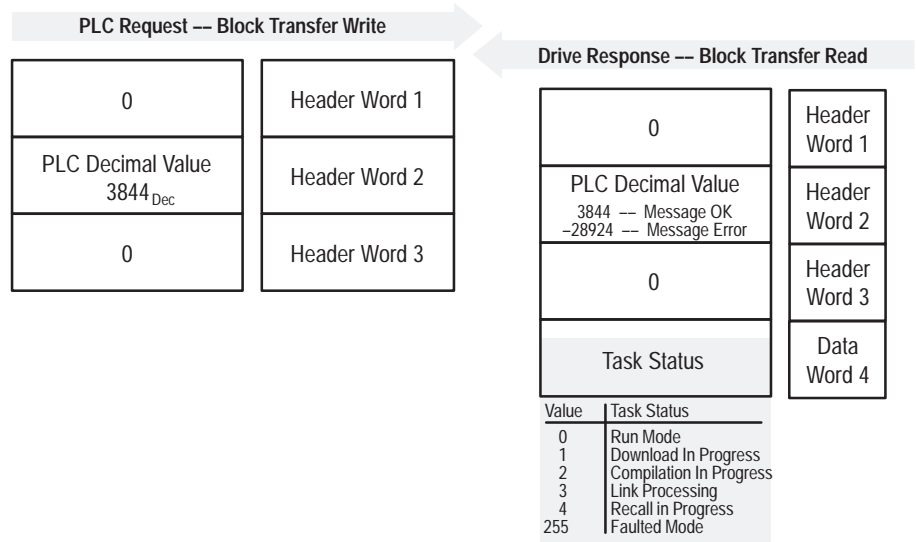 PLC Request –– Block Transfer Write
0
Header Word 1
PLC Decimal Value
3844 Dec
Header Word 2
0
Header Word 3
Drive Response –– Block Transfer Read
0
Header
Word 1
PLC Decimal Value
3844 –– Message OK
–28924 –– Message Error
Header
Word 2
0
Header
Word 3
Task Status
Data
Word 4
Value Task Status
0 Run Mode
1 Download In Progress
2 Compilation In Progress
3 Link Processing
4 Recall in Progress
255 Faulted Mode